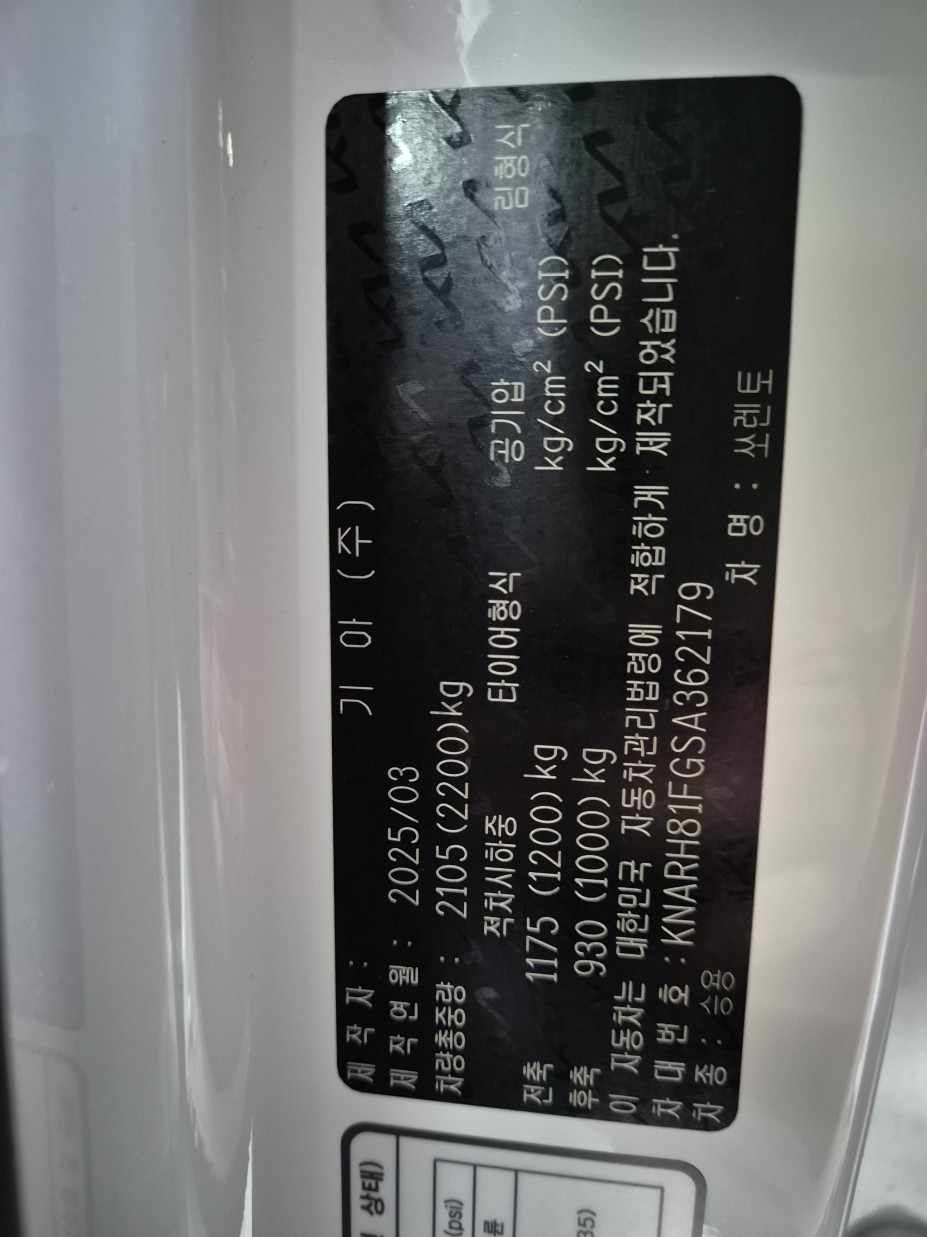 제 작 자 : 기 아 (주)
제 작 연 월 : 2025/03
차량총중량 : 2105(2200)kg
적차시하중 타이어형식 공기압 림형식
전축 1175 (1200) kg kg/cm² (PSI)
후축 930 (1000) kg kg/cm² (PSI)
이 자동차는 대한민국 자동차관리법령에 적합하게 제작되었습니다.
차 대 번 호 : KNARH81FGSA362179
차 종 : 승용 차 명 : 쏘렌토
상태)
(psi)
35)